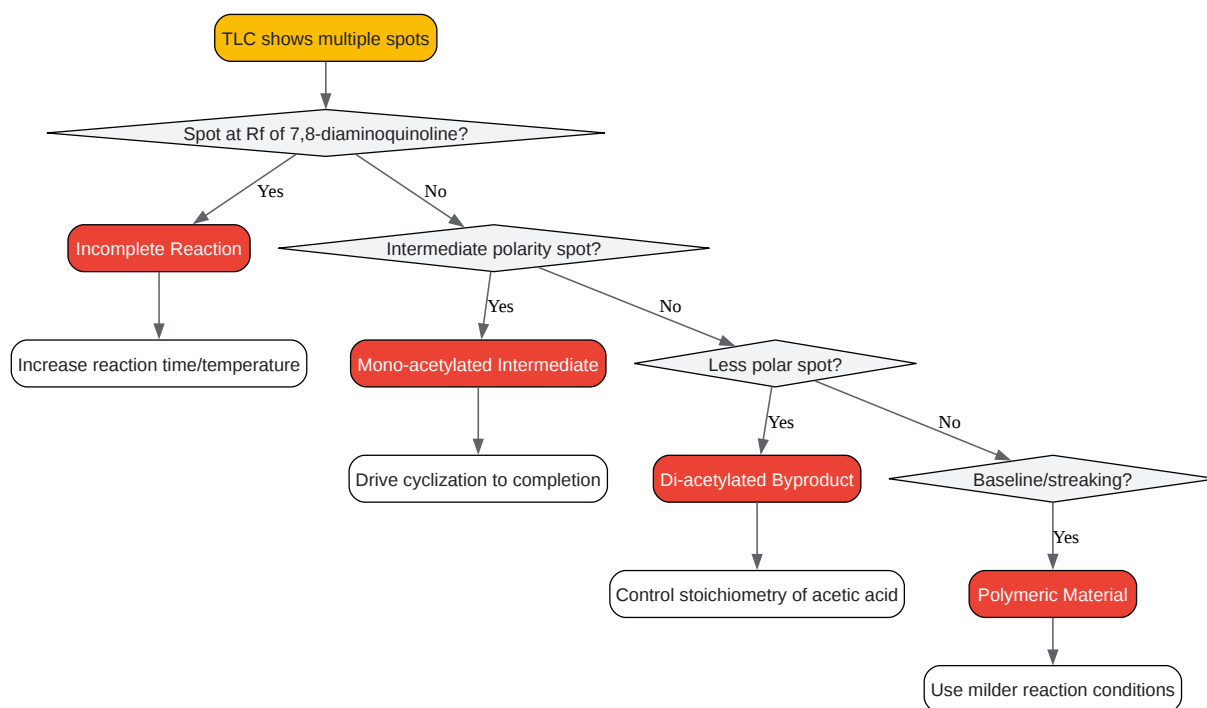 TLC shows multiple spots
Spot at Rf of 7,8-diaminoquinoline?
Yes
No
Incomplete Reaction
Intermediate polarity spot?
Yes
No
Increase reaction time/temperature
Mono-acetylated Intermediate
Less polar spot?
Yes
No
Drive cyclization to completion
Di-acetylated Byproduct
Baseline/streaking?
Yes
Control stoichiometry of acetic acid
Polymeric Material
Use milder reaction conditions